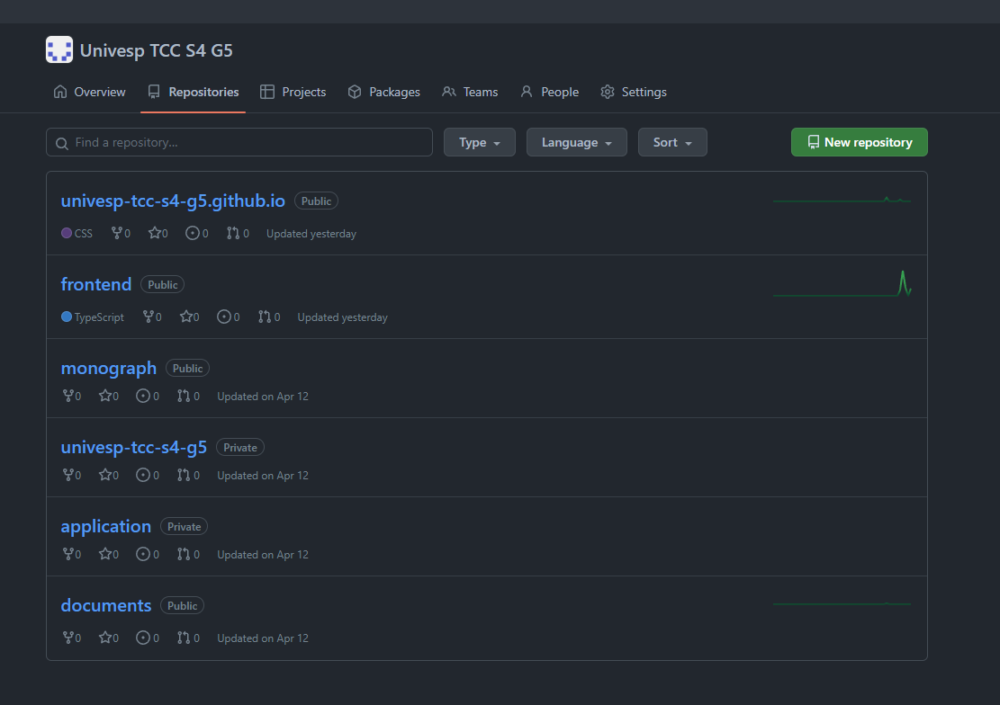 Univesp TCC S4 G5
Overview Repositories Projects Packages Teams People Settings
Find a repository... Type Language Sort New repository
univesp-tcc-s4-g5.github.io Public
CSS 0 0 0 0 Updated yesterday
frontend Public
TypeScript 0 0 0 0 Updated yesterday
monograph Public
0 0 0 0 Updated on Apr 12
univesp-tcc-s4-g5 Private
0 0 0 0 Updated on Apr 12
application Private
0 0 0 0 Updated on Apr 12
documents Public
0 0 0 0 Updated on Apr 12